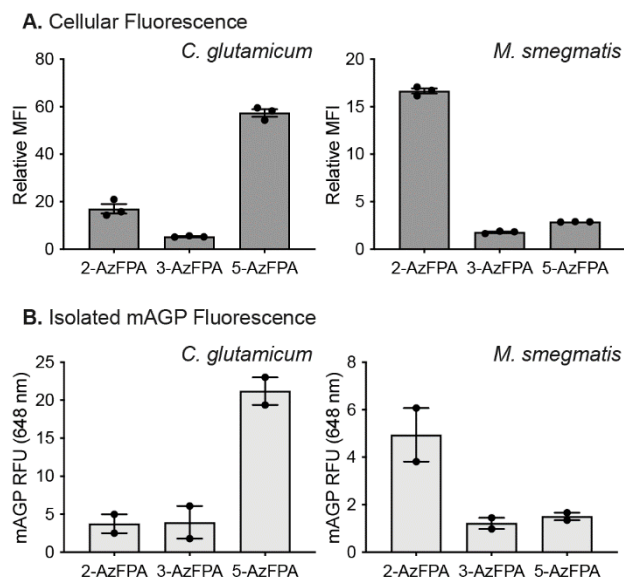 A. Cellular Fluorescence
C. glutamicum
Relative MFI
80
60
40
20
0
2-AzFPA 3-AzFPA 5-AzFPA
M. smegmatis
Relative MFI
20
15
10
5
0
2-AzFPA 3-AzFPA 5-AzFPA
B. Isolated mAGP Fluorescence
C. glutamicum
mAGP RFU (648 nm)
25
20
15
10
5
0
2-AzFPA 3-AzFPA 5-AzFPA
M. smegmatis
mAGP RFU (648 nm)
8
6
4
2
0
2-AzFPA 3-AzFPA 5-AzFPA